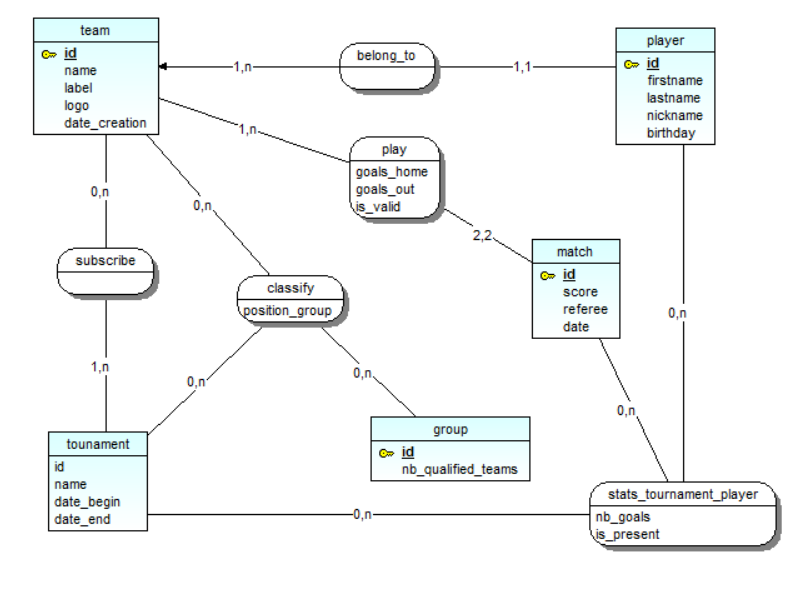 team
id
name
label
logo
date_creation
1,n
belong_to
1,1
player
id
firstname
lastname
nickname
birthday
1,n
play
goals_home
goals_out
is_valid
0,n
0,n
2,2
match
id
score
referee
date
subscribe
classify
position_group
0,n
1,n
0,n
0,n
0,n
tounament
id
name
date_begin
date_end
group
id
nb_qualified_teams
0,n
stats_tournament_player
nb_goals
is_present